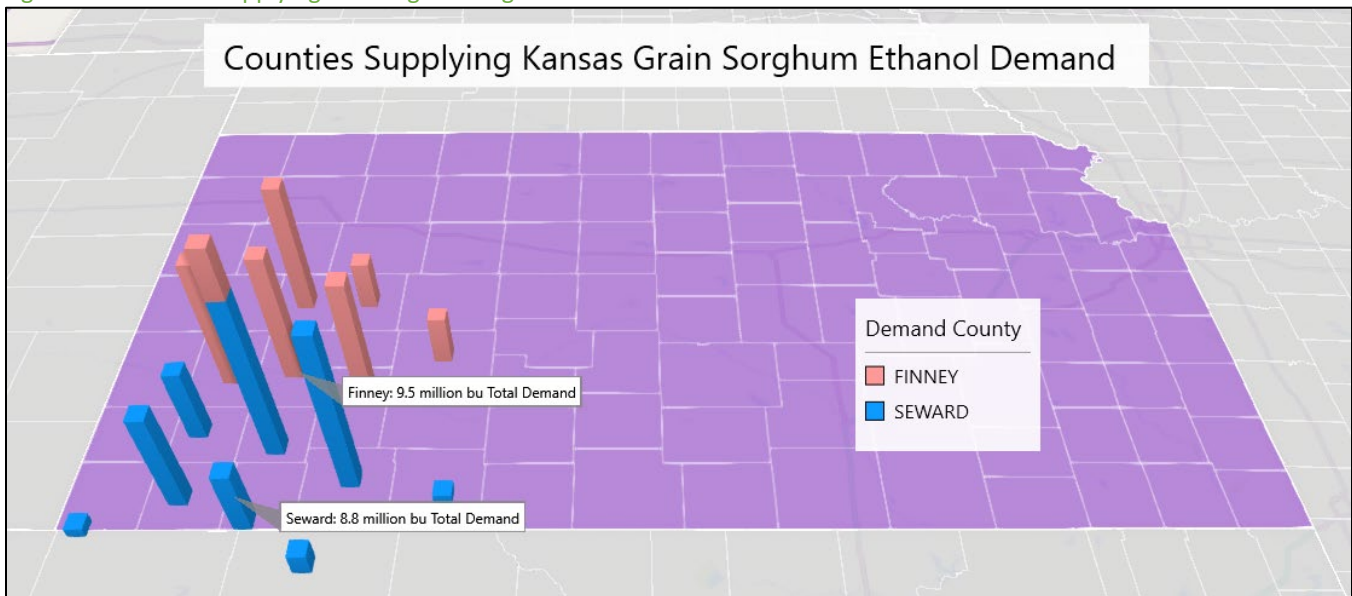 Counties Supplying Kansas Grain Sorghum Ethanol Demand
Demand County
FINNEY
SEWARD
Finney: 9.5 million bu Total Demand
Seward: 8.8 million bu Total Demand